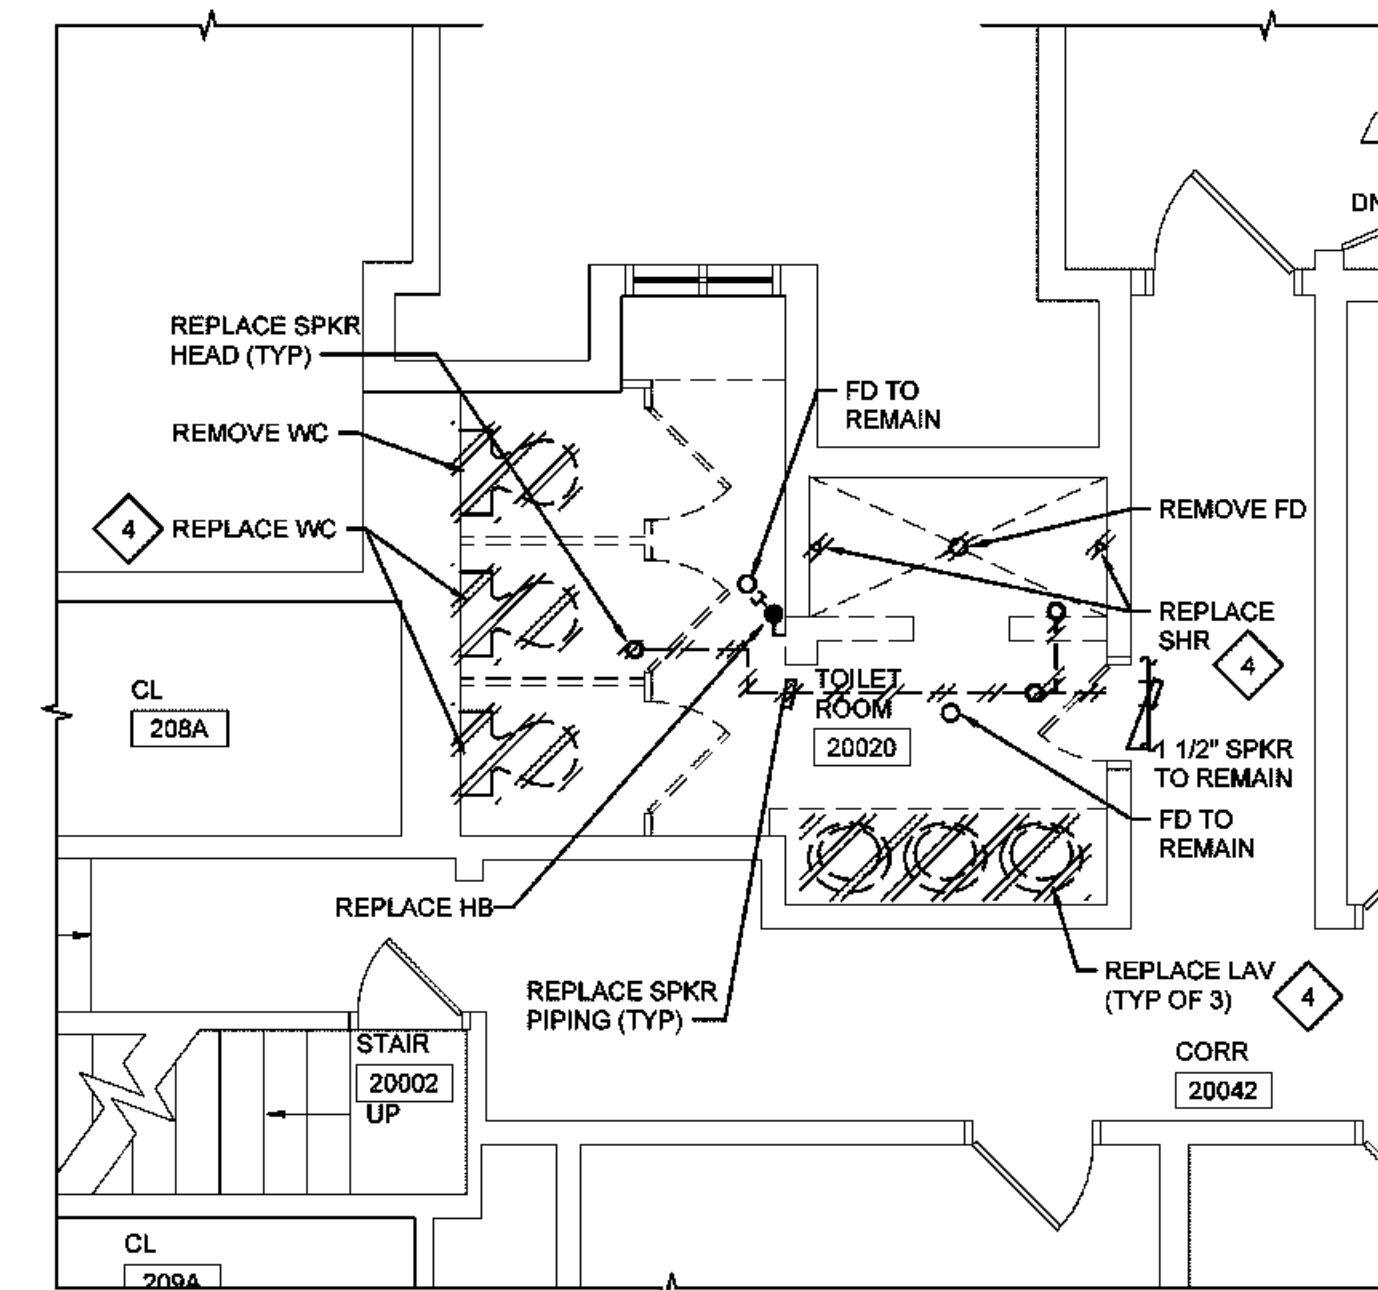 DN
REPLACE SPKR
HEAD (TYP)
FD TO
REMAIN
REMOVE WC
4
REPLACE WC
REMOVE FD
REPLACE
SHR
4
CL
208A
TOILET
ROOM
20020
1 1/2" SPKR
TO REMAIN
FD TO
REMAIN
REPLACE HB
REPLACE LAV
(TYP OF 3)
4
REPLACE SPKR
PIPING (TYP)
STAIR
20002
UP
CORR
20042
CL
209A